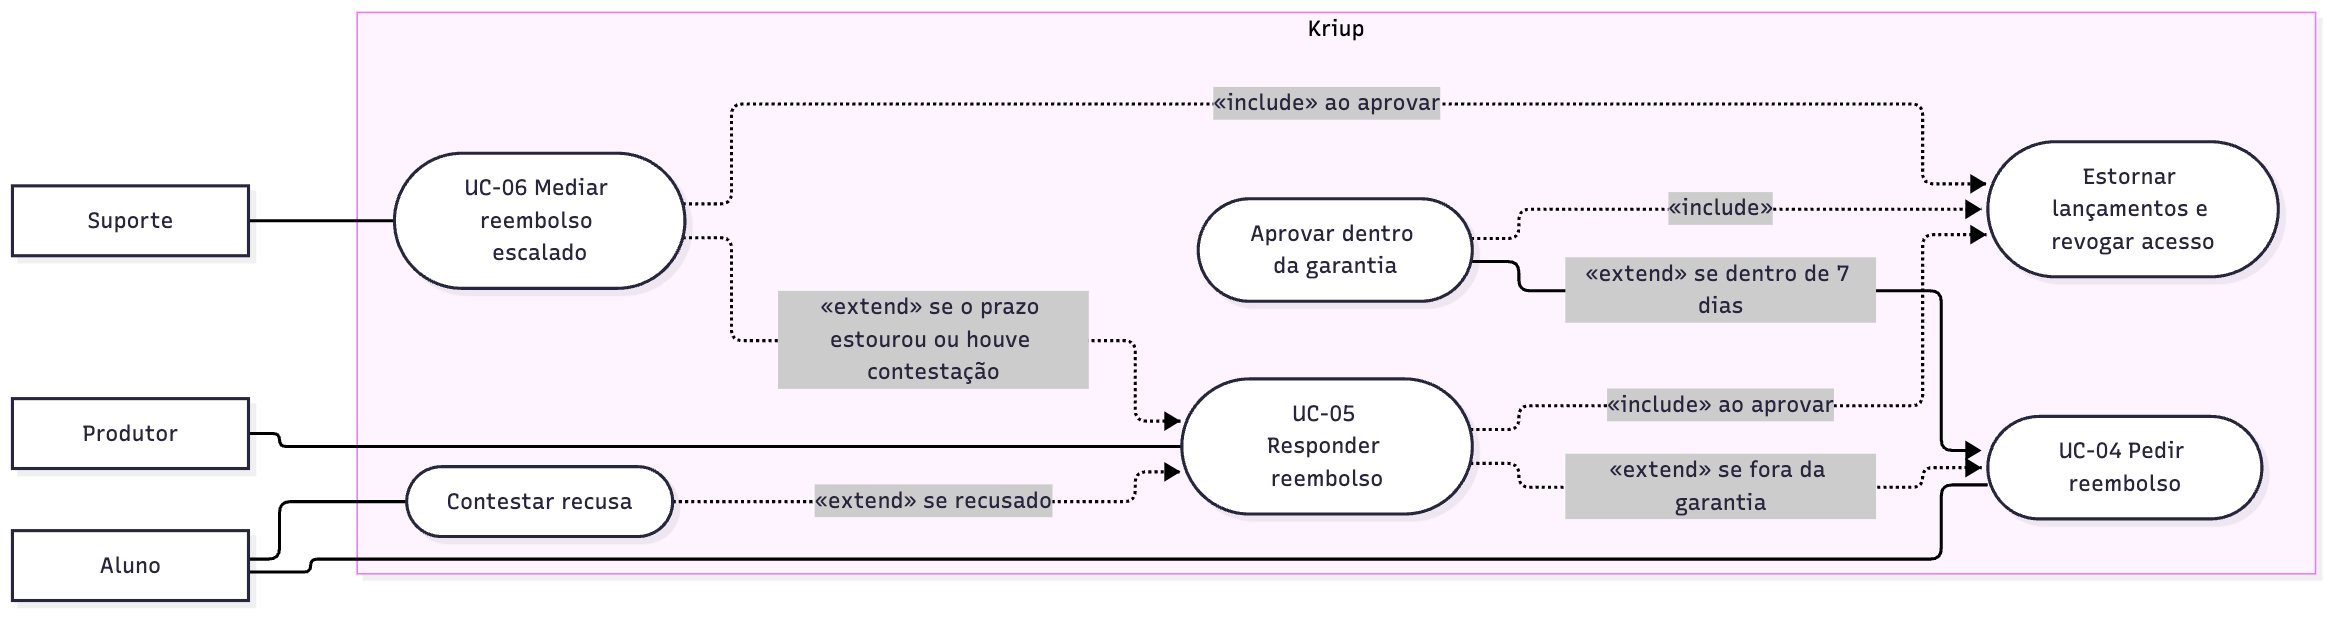 Kriup
«include» ao aprovar
UC-06 Mediar
reembolso
escalado
Suporte
Estornar
lançamentos e
revogar acesso
«include»
Aprovar dentro
da garantia
«extend» se dentro de 7
dias
«extend» se o prazo
estourou ou houve
contestação
Produtor
UC-05
Responder
reembolso
«include» ao aprovar
UC-04 Pedir
reembolso
«extend» se fora da
garantia
Contestar recusa
«extend» se recusado
Aluno